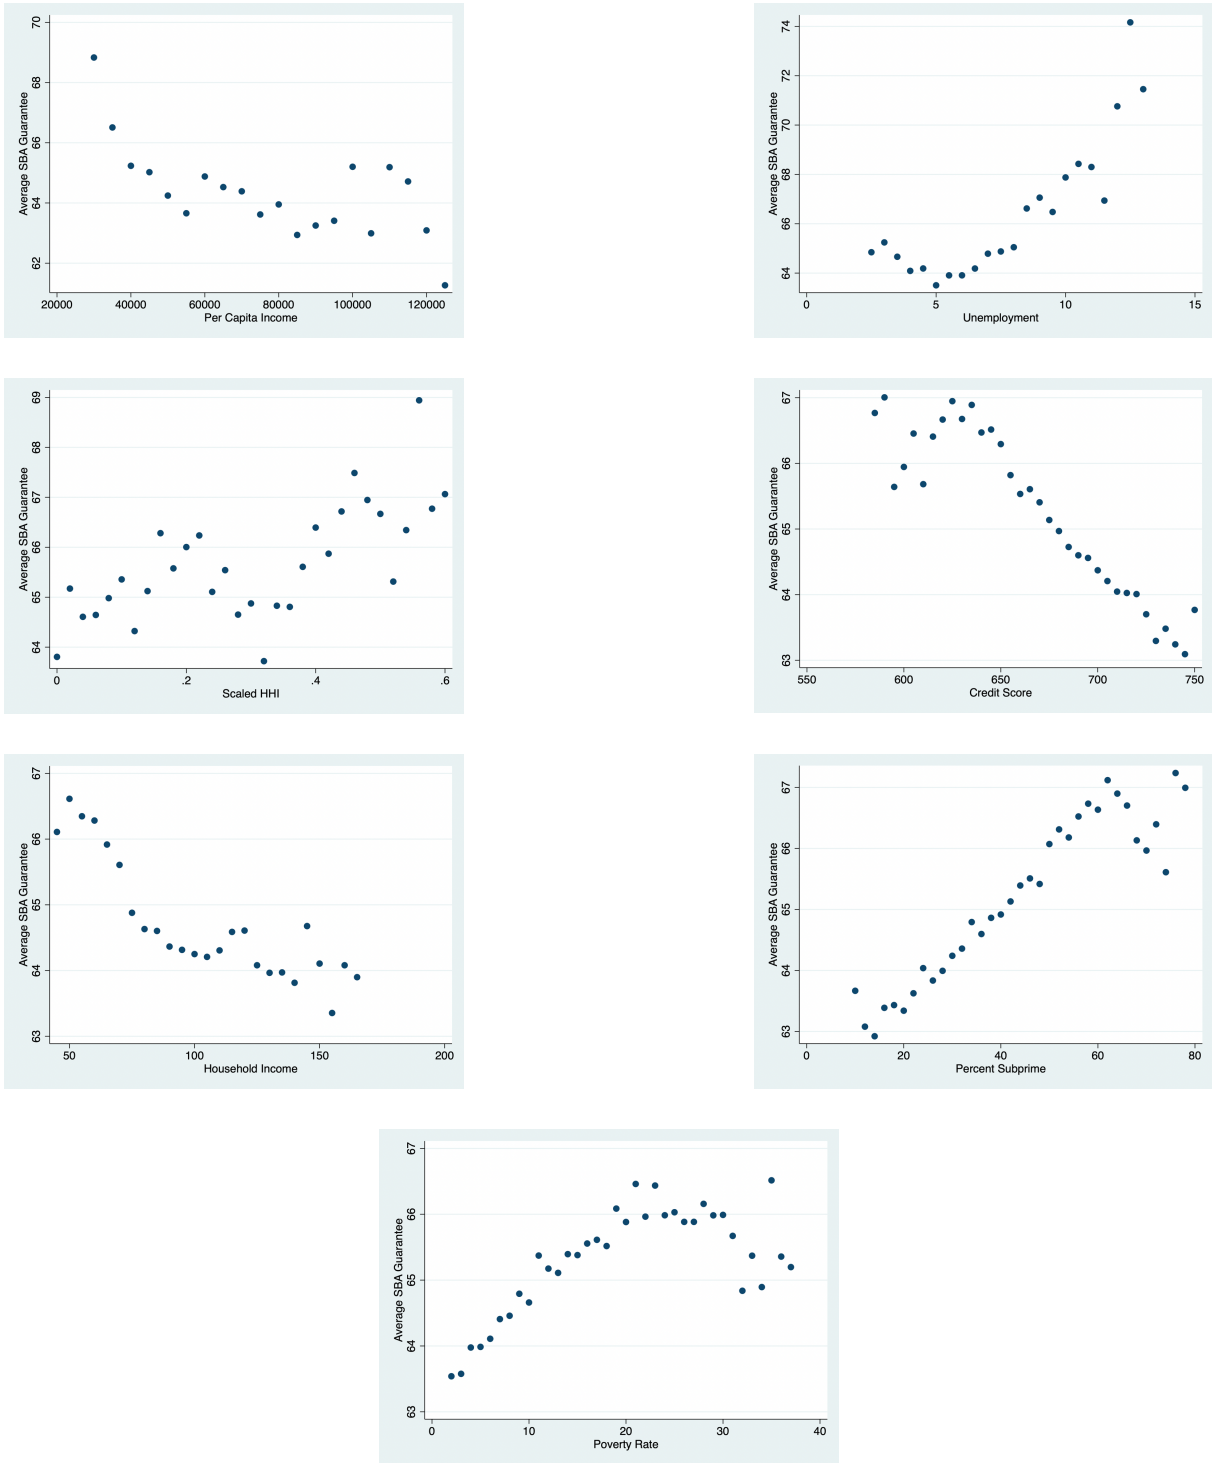 70
68
66
64
62
Average SBA Guarantee
20000 40000 60000 80000 100000 120000
Per Capita Income
74
72
70
68
66
64
Average SBA Guarantee
0 5 10 15
Unemployment
69
68
67
66
65
64
Average SBA Guarantee
0 .2 .4 .6
Scaled HHI
67
66
65
64
63
Average SBA Guarantee
550 600 650 700 750
Credit Score
67
66
65
64
63
Average SBA Guarantee
50 100 150 200
Household Income
67
66
65
64
63
Average SBA Guarantee
0 20 40 60 80
Percent Subprime
67
66
65
64
63
Average SBA Guarantee
0 10 20 30 40
Poverty Rate